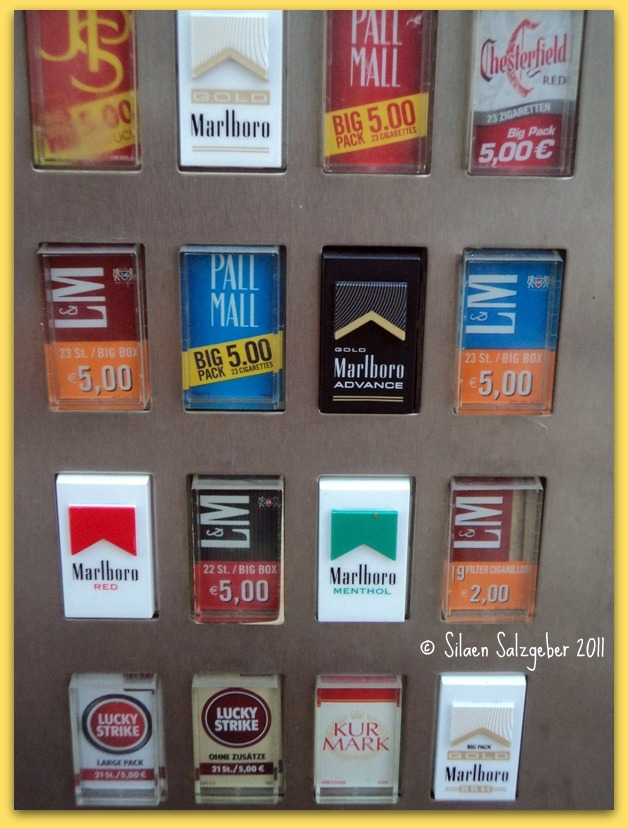 JPS
5.00
GOLD
Marlboro
PALL
MALL
BIG 5.00
PACK 23 CIGARETTES
Chesterfield
RED
23 ZIGARETTEN
Big Pack
5,00€
L&M
23 St. / BIG BOX
€5,00
PALL
MALL
BIG 5.00
PACK 23 CIGARETTES
GOLD
Marlboro
ADVANCE
L&M
23 St. / BIG BOX
€5,00
Marlboro
RED
L&M
22 ST. / BIG BOX
€5,00
Marlboro
MENTHOL
L&M
FILTER CIGARILLOS
€2,00
© Silaen Salzgeber 2011
LUCKY
STRIKE
LARGE PACK
21 St./5,00 €
LUCKY
STRIKE
OHNE ZUSÄTZE
21 St./5,00 €
KUR
MARK
BIG PACK
GOLD
Marlboro